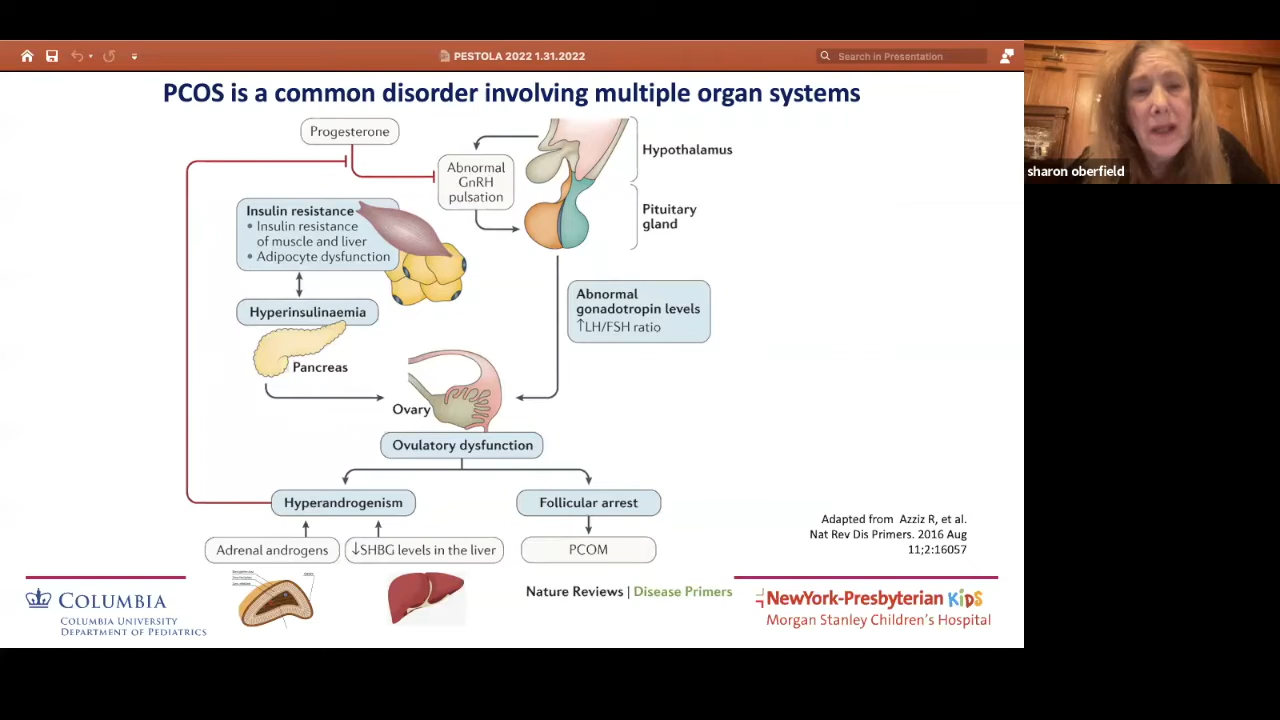 PESTOLA 2022 1.31.2022
Search in Presentation
PCOS is a common disorder involving multiple organ systems
sharon oberfield
Progesterone
Abnormal
GnRH
pulsation
Hypothalamus
Pituitary
gland
Insulin resistance
• Insulin resistance
of muscle and liver
• Adipocyte dysfunction
Hyperinsulinaemia
Abnormal
gonadotropin levels
↑LH/FSH ratio
Pancreas
Ovary
Ovulatory dysfunction
Hyperandrogenism
Follicular arrest
Adrenal androgens
↓SHBG levels in the liver
PCOM
Adapted from Azziz R, et al.
Nat Rev Dis Primers. 2016 Aug
11;2:16057
Nature Reviews | Disease Primers
COLUMBIA
COLUMBIA UNIVERSITY
DEPARTMENT OF PEDIATRICS
NewYork-Presbyterian KiDS
Morgan Stanley Children's Hospital